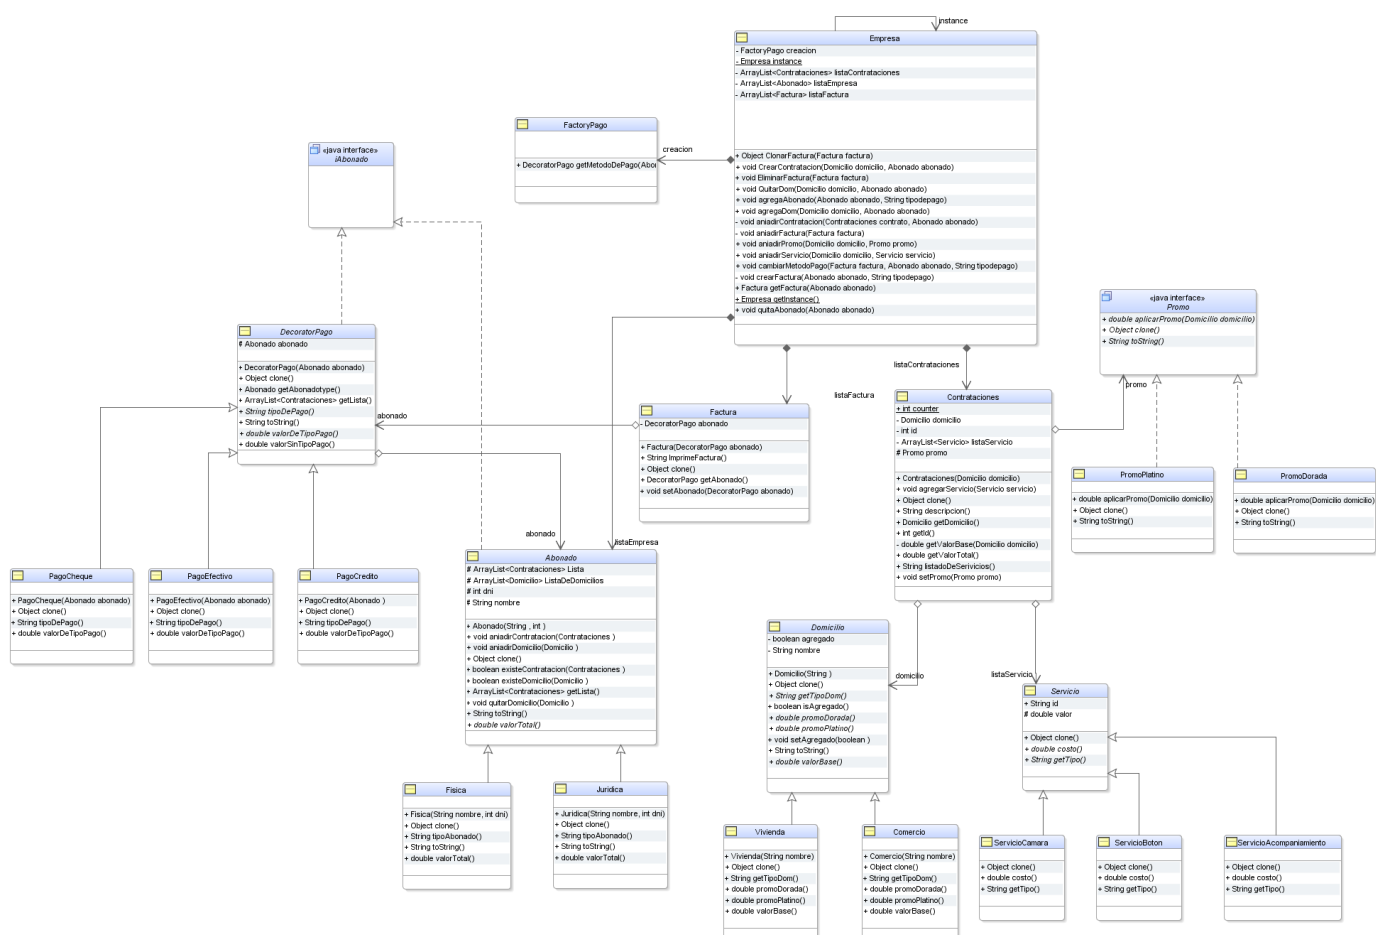 instance
Empresa
- FactoryPago creacion
- Empresa instance
- ArrayList<Contrataciones> listaContrataciones
- ArrayList<Abonado> listaEmpresa
- ArrayList<Factura> listaFactura
+ Object ClonarFactura(Factura factura)
+ void CrearContratacion(Domicilio domicilio, Abonado abonado)
+ void EliminarFactura(Factura factura)
+ void QuitarDom(Domicilio domicilio, Abonado abonado)
+ void agregaAbonado(Abonado abonado, String tipodepago)
+ void agregaDom(Domicilio domicilio, Abonado abonado)
- void aniadirContratacion(Contrataciones contrato, Abonado abonado)
- void aniadirFactura(Factura factura)
+ void aniadirPromo(Domicilio domicilio, Promo promo)
+ void aniadirServicio(Domicilio domicilio, Servicio servicio)
+ void cambiarMetodoPago(Factura factura, Abonado abonado, String tipodepago)
- void crearFactura(Abonado abonado, String tipodepago)
+ Factura getFactura(Abonado abonado)
+ Empresa getInstance()
+ void quitaAbonado(Abonado abonado)
FactoryPago
+ DecoratorPago getMetodoDePago(Abo
creacion
«java interface»
iAbonado
«java interface»
Promo
+ double aplicarPromo(Domicilio domicilio)
+ Object clone()
+ String toString()
promo
DecoratorPago
# Abonado abonado
+ DecoratorPago(Abonado abonado)
+ Object clone()
+ Abonado getAbonadotype()
+ ArrayList<Contrataciones> getLista()
+ String tipoDePago()
+ String toString()
+ double valorDeTipoPago()
+ double valorSinTipoPago()
abonado
listaContrataciones
listaFactura
Factura
- DecoratorPago abonado
+ Factura(DecoratorPago abonado)
+ String ImprimeFactura()
+ Object clone()
+ DecoratorPago getAbonado()
+ void setAbonado(DecoratorPago abonado)
Contrataciones
+ int counter
- Domicilio domicilio
- int id
- ArrayList<Servicio> listaServicio
# Promo promo
+ Contrataciones(Domicilio domicilio)
+ void agregarServicio(Servicio servicio)
+ Object clone()
+ String descripcion()
+ Domicilio getDomicilio()
+ int getId()
- double getValorBase(Domicilio domicilio)
+ double getValorTotal()
+ String listadoDeSerivicios()
+ void setPromo(Promo promo)
PromoPlatino
+ double aplicarPromo(Domicilio domicilio)
+ Object clone()
+ String toString()
PromoDorada
+ double aplicarPromo(Domicilio domicilio)
+ Object clone()
+ String toString()
abonado
listaEmpresa
PagoCheque
+ PagoCheque(Abonado abonado)
+ Object clone()
+ String tipoDePago()
+ double valorDeTipoPago()
PagoEfectivo
+ PagoEfectivo(Abonado abonado)
+ Object clone()
+ String tipoDePago()
+ double valorDeTipoPago()
PagoCredito
+ PagoCredito(Abonado )
+ Object clone()
+ String tipoDePago()
+ double valorDeTipoPago()
Abonado
# ArrayList<Contrataciones> Lista
# ArrayList<Domicilio> ListaDeDomicilios
# int dni
# String nombre
+ Abonado(String , int )
+ void aniadirContratacion(Contrataciones )
+ void aniadirDomicilio(Domicilio )
+ Object clone()
+ boolean existeContratacion(Contrataciones )
+ boolean existeDomicilio(Domicilio )
+ ArrayList<Contrataciones> getLista()
+ void quitarDomicilio(Domicilio )
+ String toString()
+ double valorTotal()
Domicilio
- boolean agregado
- String nombre
+ Domicilio(String )
+ Object clone()
+ String getTipoDom()
+ boolean isAgregado()
+ double promoDorada()
+ double promoPlatino()
+ void setAgregado(boolean )
+ String toString()
+ double valorBase()
domicilio
listaServicio
Servicio
+ String id
# double valor
+ Object clone()
+ double costo()
+ String getTipo()
Fisica
+ Fisica(String nombre, int dni)
+ Object clone()
+ String tipoAbonado()
+ String toString()
+ double valorTotal()
Juridica
+ Juridica(String nombre, int dni)
+ Object clone()
+ String tipoAbonado()
+ String toString()
+ double valorTotal()
Vivienda
+ Vivienda(String nombre)
+ Object clone()
+ String getTipoDom()
+ double promoDorada()
+ double promoPlatino()
+ double valorBase()
Comercio
+ Comercio(String nombre)
+ Object clone()
+ String getTipoDom()
+ double promoDorada()
+ double promoPlatino()
+ double valorBase()
ServicioCamara
+ Object clone()
+ double costo()
+ String getTipo()
ServicioBoton
+ Object clone()
+ double costo()
+ String getTipo()
ServicioAcompaniamiento
+ Object clone()
+ double costo()
+ String getTipo()